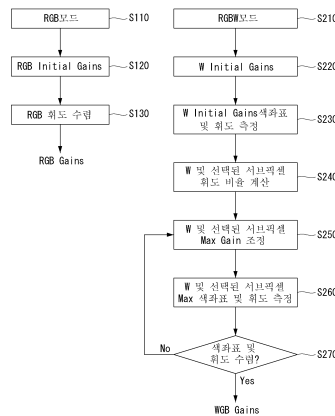 RGB모드
S110
RGB Initial Gains
S120
RGB 휘도 수렴
S130
RGB Gains
RGBW모드
S210
W Initial Gains
S220
W Initial Gains색좌표
및 휘도 측정
S230
W 및 선택된 서브픽셀
휘도 비율 계산
S240
W 및 선택된 서브픽셀
Max Gain 조정
S250
W 및 선택된 서브픽셀
Max 색좌표 및 휘도 측정
S260
색좌표 및
휘도 수렴?
S270
No
Yes
WGB Gains